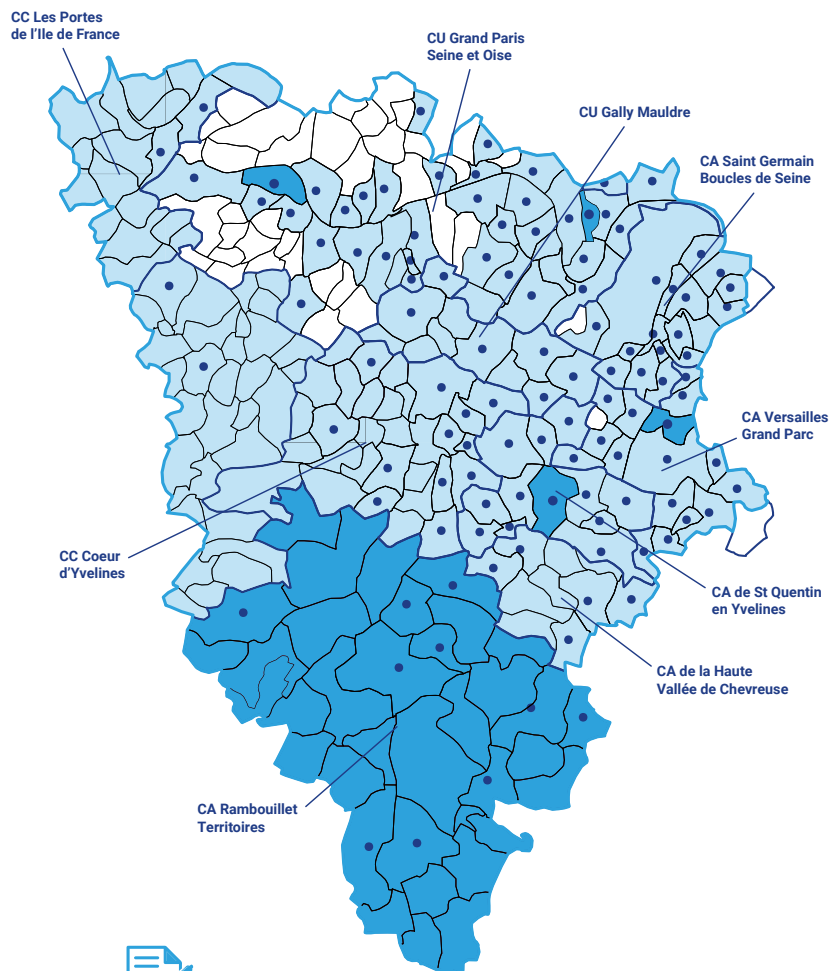 CC Les Portes
de l’Ile de France
CU Grand Paris
Seine et Oise
CU Gally Mauldre
CA Saint Germain
Boucles de Seine
CA Versailles
Grand Parc
CC Coeur
d’Yvelines
CA de St Quentin
en Yvelines
CA de la Haute
Vallée de Chevreuse
CA Rambouillet
Territoires